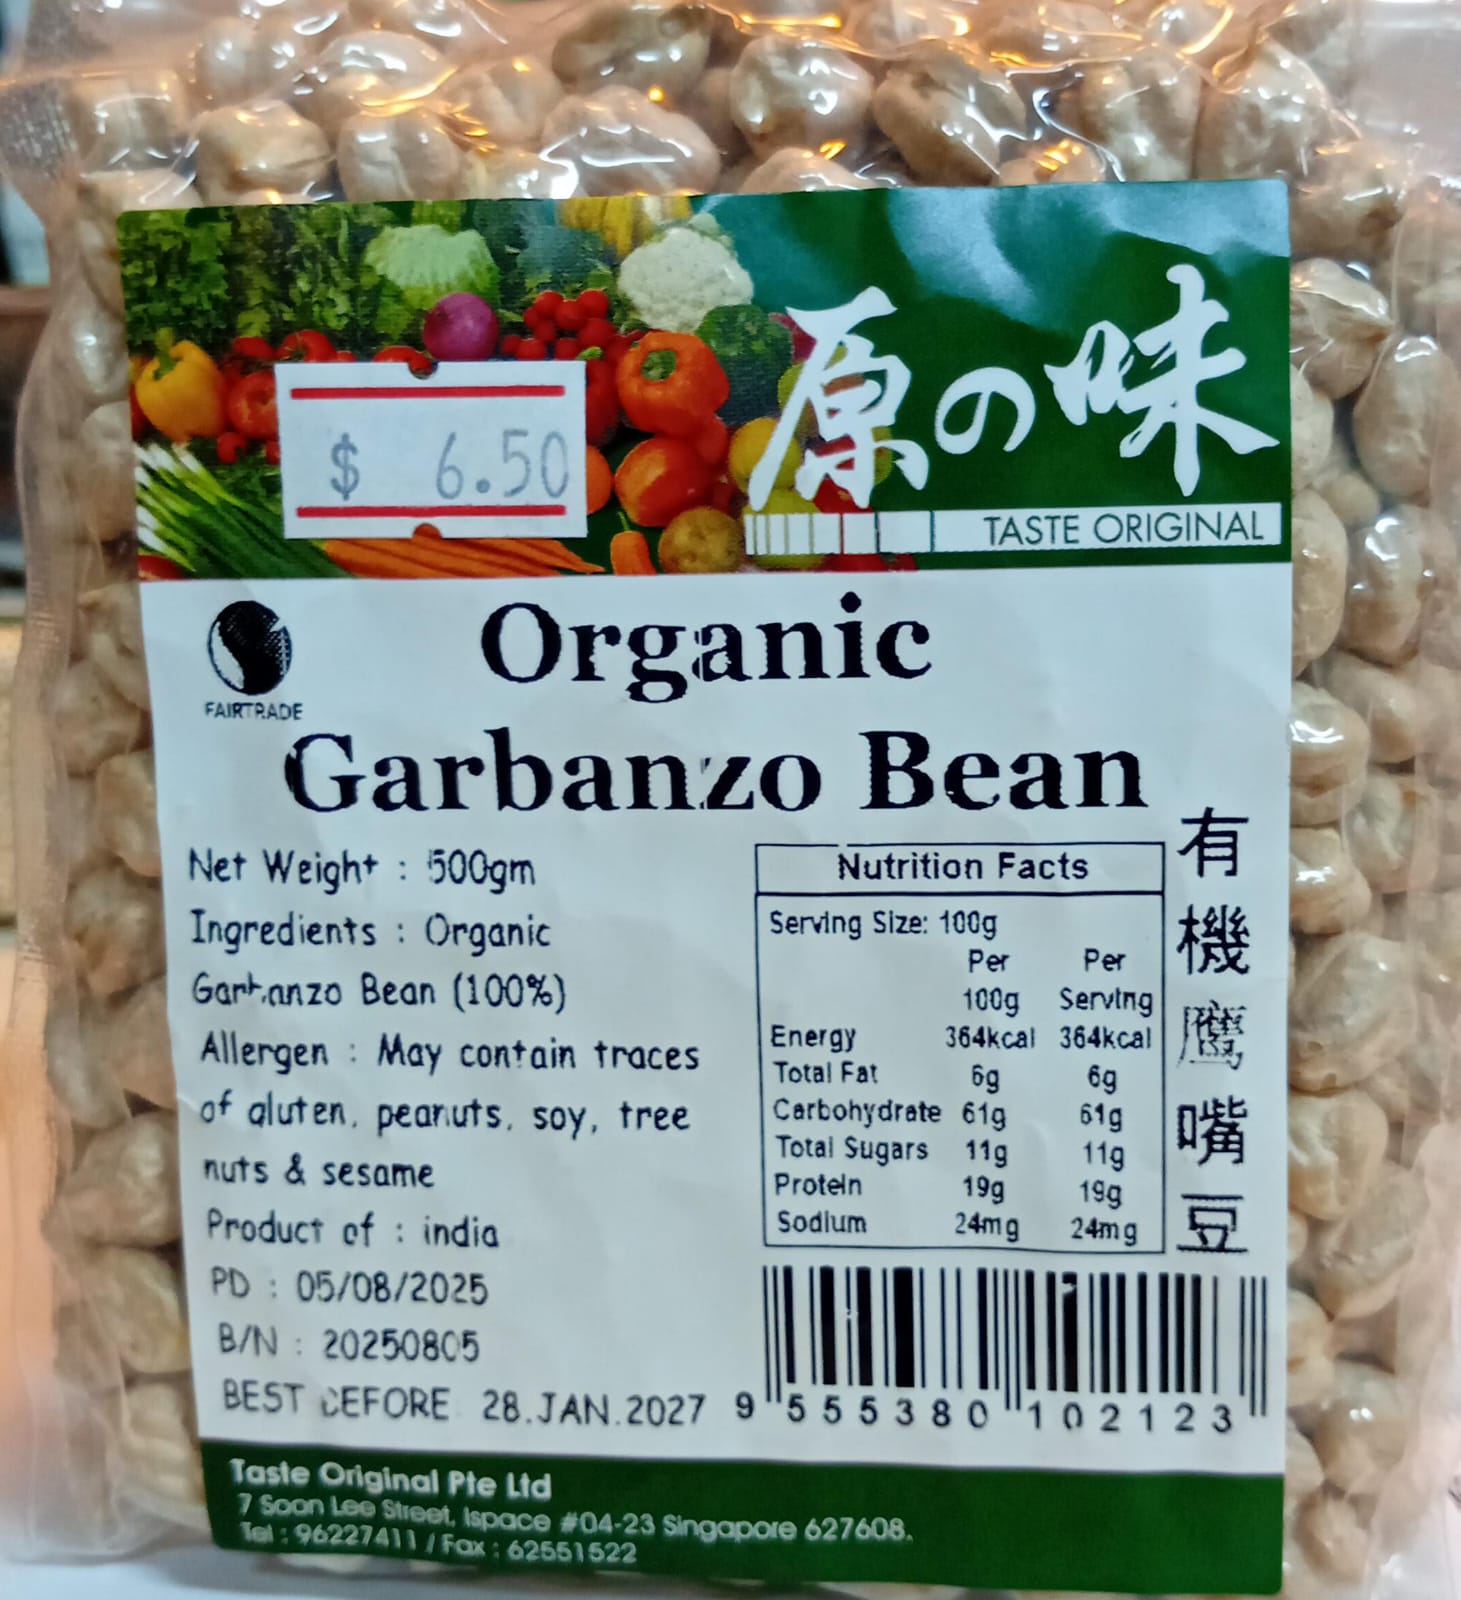 原の味
TASTE ORIGINAL
$ 6.50
FAIRTRADE
Organic
Garbanzo Bean
有機鷹嘴豆
Net Weight : 500gm
Ingredients : Organic
Garbanzo Bean (100%)
Allergen : May contain traces
of gluten, peanuts, soy, tree
nuts & sesame
Product of : india
PD : 05/08/2025
B/N : 20250805
BEST BEFORE 28.JAN.2027
Nutrition Facts
Serving Size: 100g
Per Per
100g Serving
Energy 364kcal 364kcal
Total Fat 6g 6g
Carbohydrate 61g 61g
Total Sugars 11g 11g
Protein 19g 19g
Sodium 24mg 24mg
9 555380 102123
Taste Original Pte Ltd
7 Soon Lee Street, Ispace #04-23 Singapore 627608.
Tel : 96227411 / Fax : 62551522